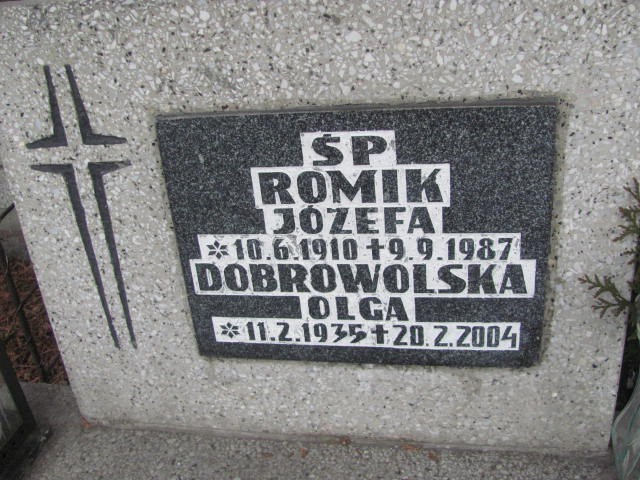 ŚP
ROMIK
JÓZEFA
* 10.6.1910 + 9.9.1987
DOBROWOLSKA
OLGA
* 11.2.1935 + 20.2.2004